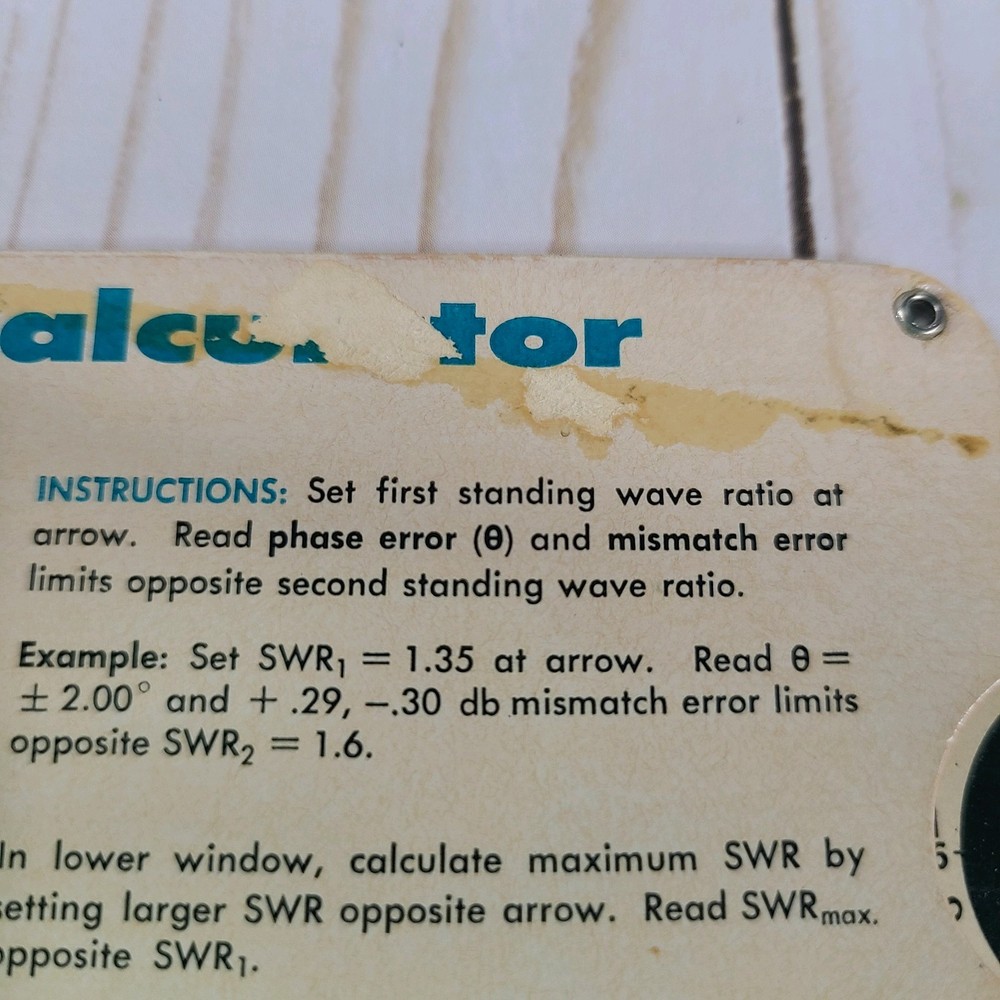 tor
INSTRUCTIONS: Set first standing wave ratio at
arrow. Read phase error (θ) and mismatch error
limits opposite second standing wave ratio.
Example: Set SWR₁ = 1.35 at arrow. Read θ =
± 2.00° and + .29, −.30 db mismatch error limits
opposite SWR₂ = 1.6.
In lower window, calculate maximum SWR by
setting larger SWR opposite arrow. Read SWRmax.
opposite SWR₁.
5